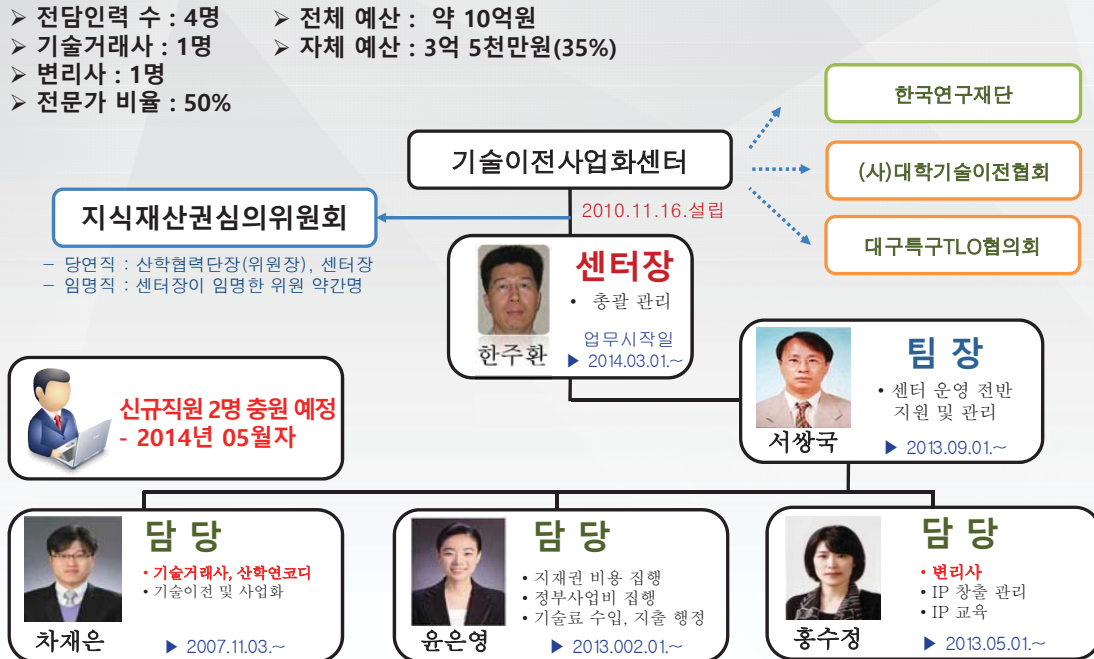 ➢ 전담인력 수 : 4명
➢ 기술거래사 : 1명
➢ 변리사 : 1명
➢ 전문가 비율 : 50%
➢ 전체 예산 : 약 10억원
➢ 자체 예산 : 3억 5천만원(35%)
한국연구재단
(사)대학기술이전협회
대구특구TLO협의회
기술이전사업화센터
2010.11.16.설립
지식재산권심의위원회
– 당연직 : 산학협력단장(위원장), 센터장
– 임명직 : 센터장이 임명한 위원 약간명
센터장
• 총괄 관리
업무시작일
▶ 2014.03.01.~
한주환
팀 장
• 센터 운영 전반
지원 및 관리
▶ 2013.09.01.~
서쌍국
신규직원 2명 충원 예정
- 2014년 05월자
담 당
• 기술거래사, 산학연코디
• 기술이전 및 사업화
차재은
▶ 2007.11.03.~
담 당
• 지재권 비용 집행
• 정부사업비 집행
• 기술료 수입, 지출 행정
윤은영
▶ 2013.002.01.~
담 당
• 변리사
• IP 창출 관리
• IP 교육
홍수정
▶ 2013.05.01.~